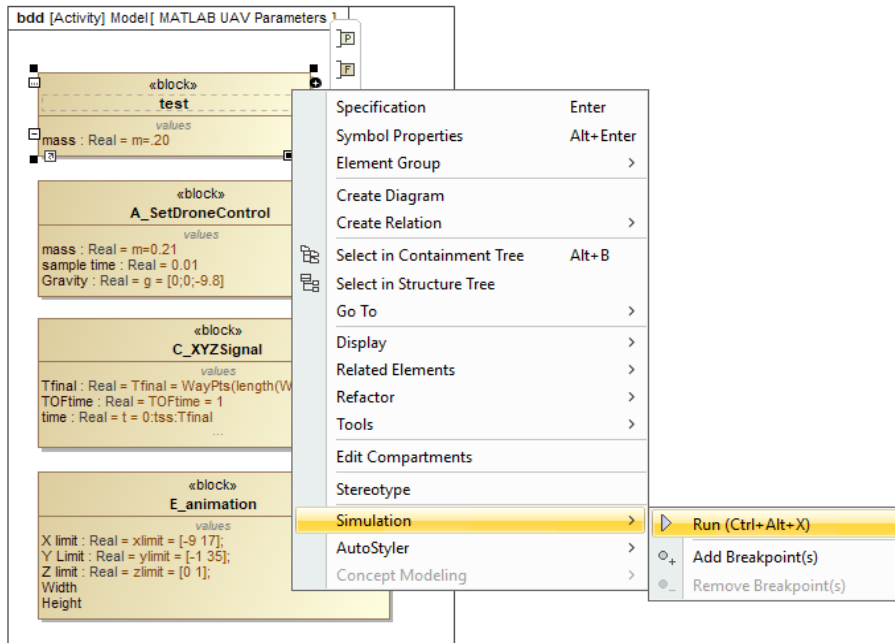 bdd [Activity] Model[ MATLAB UAV Parameters ]
P
F
«block»
test
values
mass : Real = m=.20
«block»
A_SetDroneControl
values
mass : Real = m=0.21
sample time : Real = 0.01
Gravity : Real = g = [0;0;-9.8]
«block»
C_XYZSignal
values
Tfinal : Real = Tfinal = WayPts(length(W
TOFtime : Real = TOFtime = 1
time : Real = t = 0:tss:Tfinal
...
«block»
E_animation
values
X limit : Real = xlimit = [-9 17];
Y Limit : Real = ylimit = [-1 35];
Z limit : Real = zlimit = [0 1];
Width
Height
Specification Enter
Symbol Properties Alt+Enter
Element Group
Create Diagram
Create Relation
Select in Containment Tree Alt+B
Select in Structure Tree
Go To
Display
Related Elements
Refactor
Tools
Edit Compartments
Stereotype
Simulation
AutoStyler
Concept Modeling
Run (Ctrl+Alt+X)
Add Breakpoint(s)
Remove Breakpoint(s)